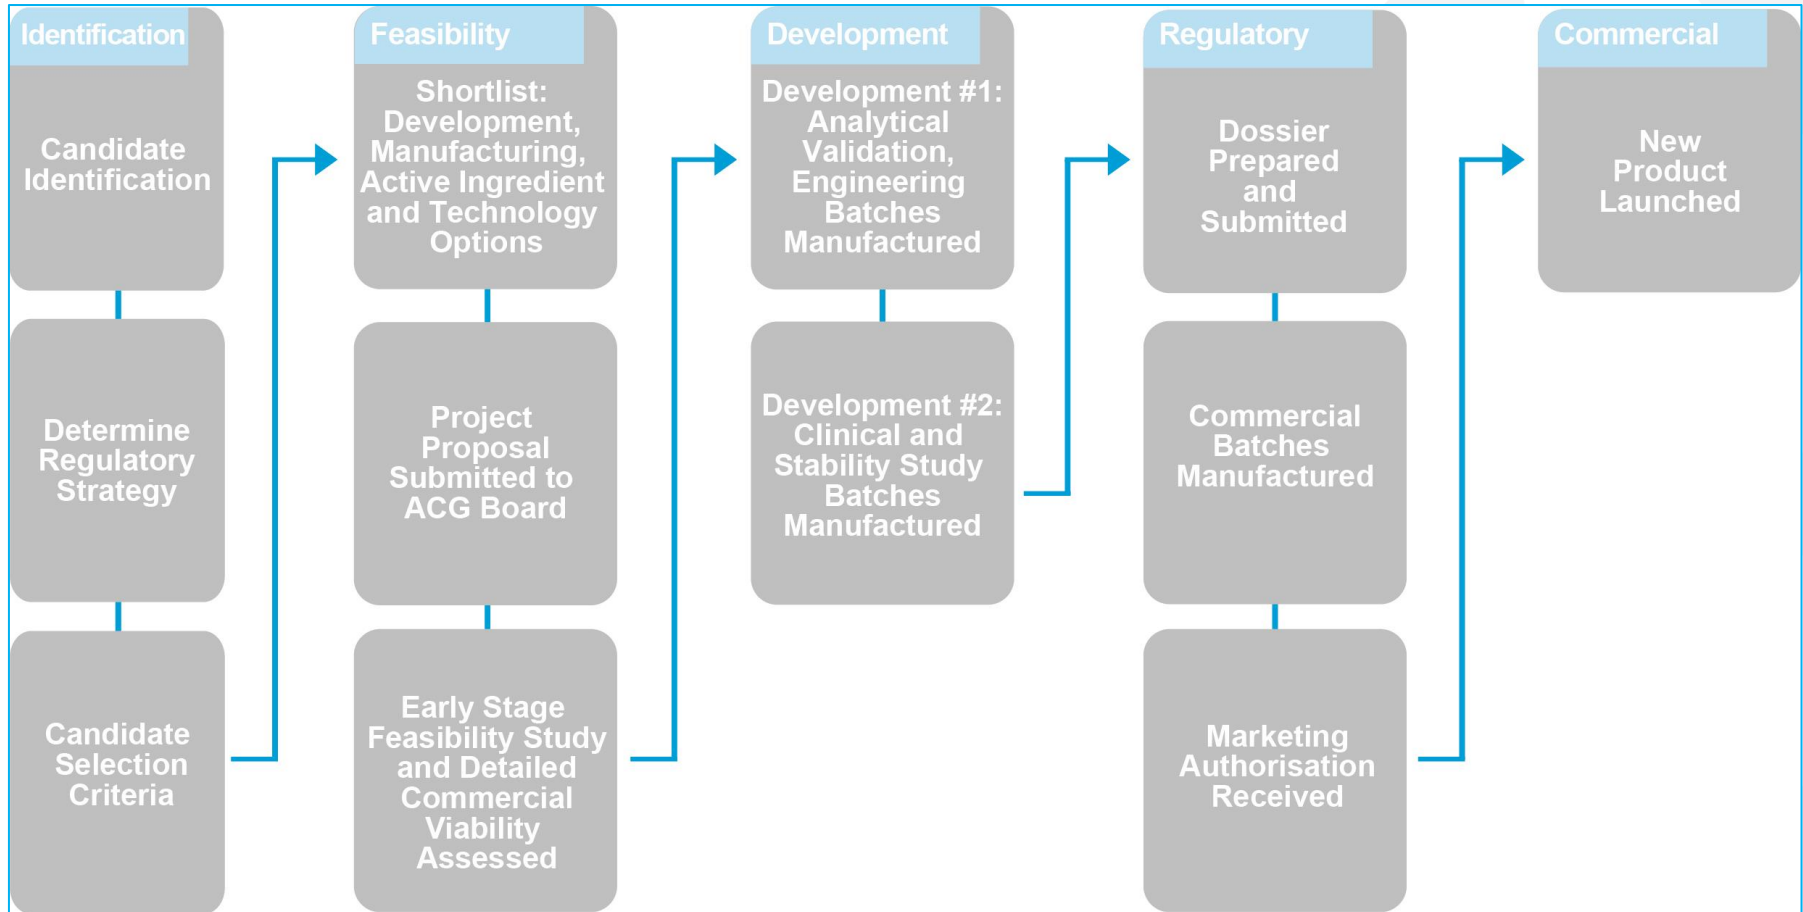 Identification
Candidate
Identification
Determine
Regulatory
Strategy
Candidate
Selection
Criteria
Feasibility
Shortlist:
Development,
Manufacturing,
Active Ingredient
and Technology
Options
Project
Proposal
Submitted to
ACG Board
Early Stage
Feasibility Study
and Detailed
Commercial
Viability
Assessed
Development
Development #1:
Analytical
Validation,
Engineering
Batches
Manufactured
Development #2:
Clinical and
Stability Study
Batches
Manufactured
Regulatory
Dossier
Prepared
and
Submitted
Commercial
Batches
Manufactured
Marketing
Authorisation
Received
Commercial
New
Product
Launched